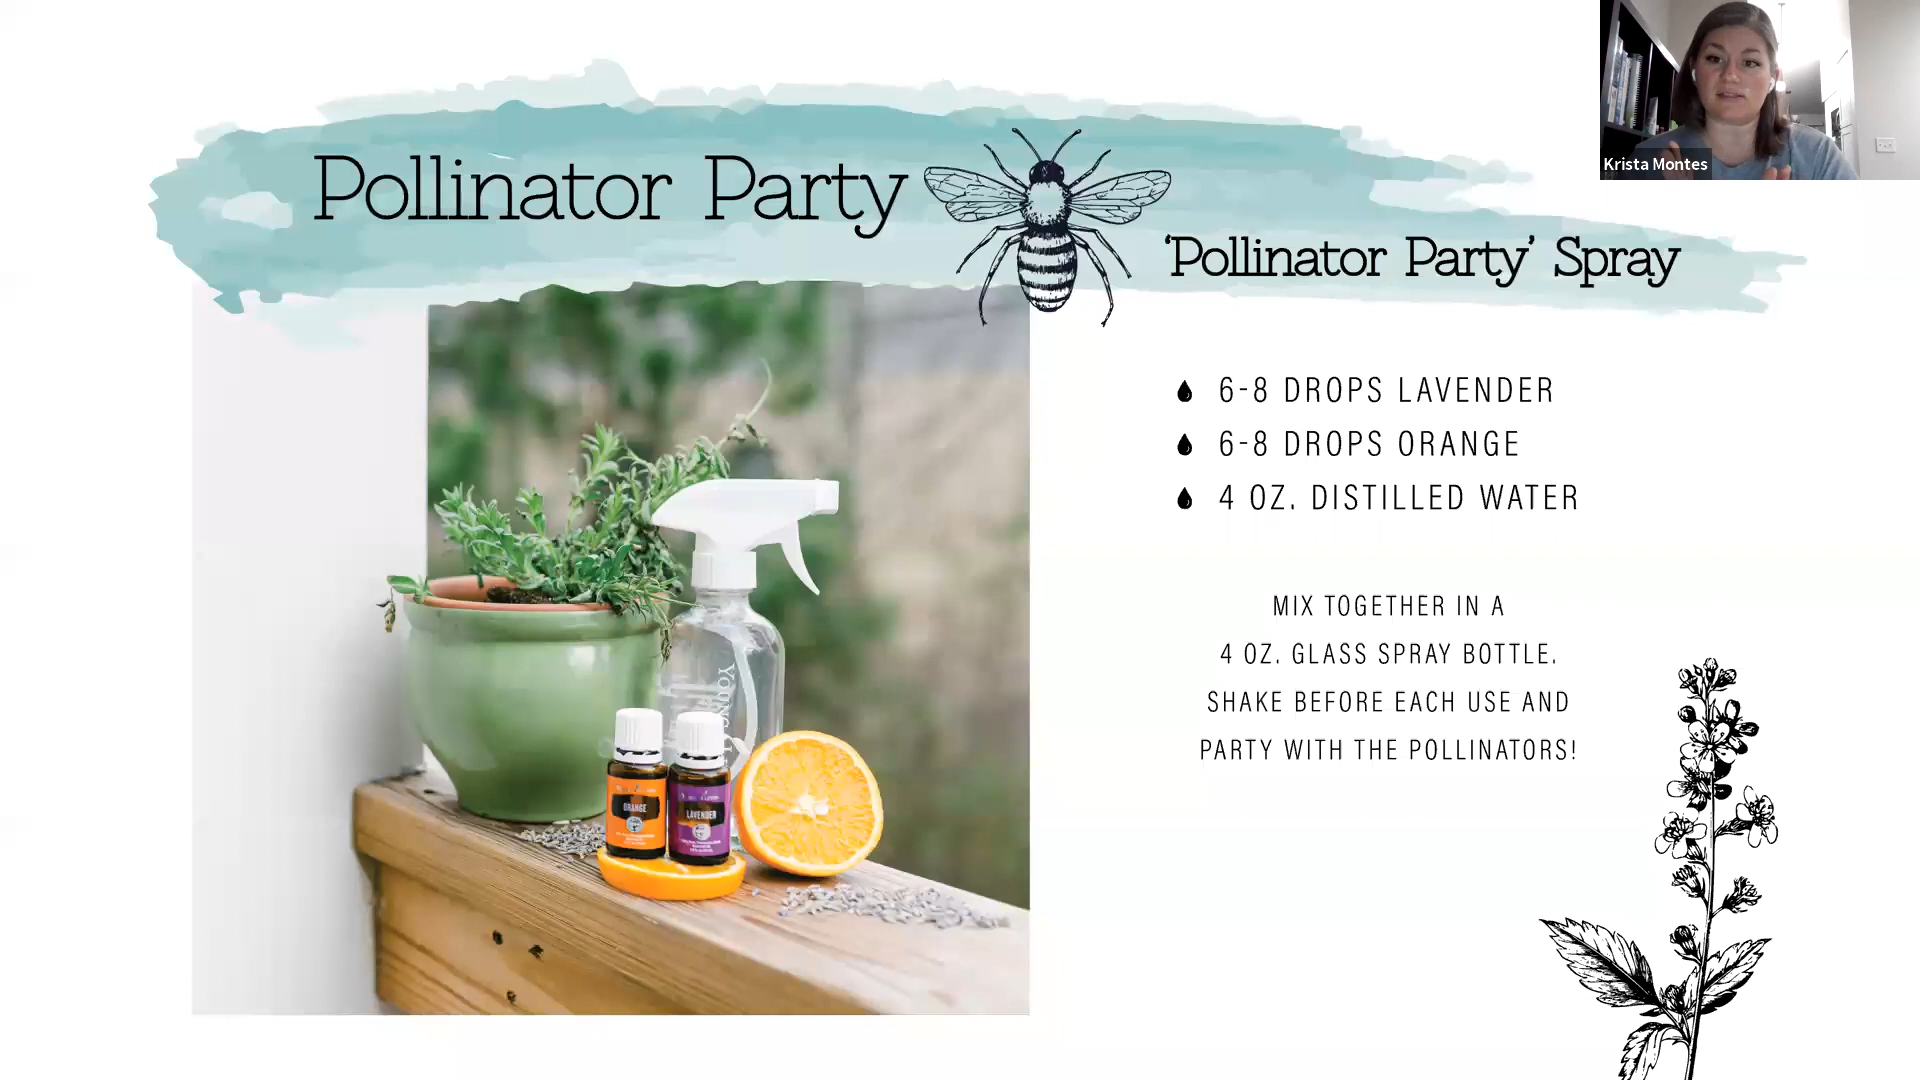 Pollinator Party
'Pollinator Party' Spray
Krista Montes
6-8 DROPS LAVENDER
6-8 DROPS ORANGE
4 OZ. DISTILLED WATER
MIX TOGETHER IN A
4 OZ. GLASS SPRAY BOTTLE.
SHAKE BEFORE EACH USE AND
PARTY WITH THE POLLINATORS!
ORANGE
LAVENDER